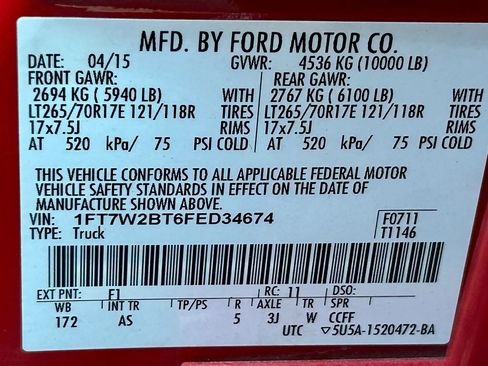 MFD. BY FORD MOTOR CO.
DATE: 04/15 GVWR: 4536 KG (10000 LB)
FRONT GAWR: REAR GAWR:
2694 KG ( 5940 LB) WITH 2767 KG ( 6100 LB) WITH
LT265/70R17E 121/118R TIRES LT265/70R17E 121/118R TIRES
17x7.5J RIMS 17x7.5J RIMS
AT 520 kPa/ 75 PSI COLD AT 520 kPa/ 75 PSI COLD
THIS VEHICLE CONFORMS TO ALL APPLICABLE FEDERAL MOTOR
VEHICLE SAFETY STANDARDS IN EFFECT ON THE DATE OF
MANUFACTURE SHOWN ABOVE.
VIN: 1FT7W2BT6FED34674 F0711
TYPE: Truck T1146
EXT PNT: F1 RC: 11 DSO:
WB INT TR TP/PS R AXLE TR SPR
172 AS 5 3J W CCFF
UTC ▽5U5A-1520472-BA